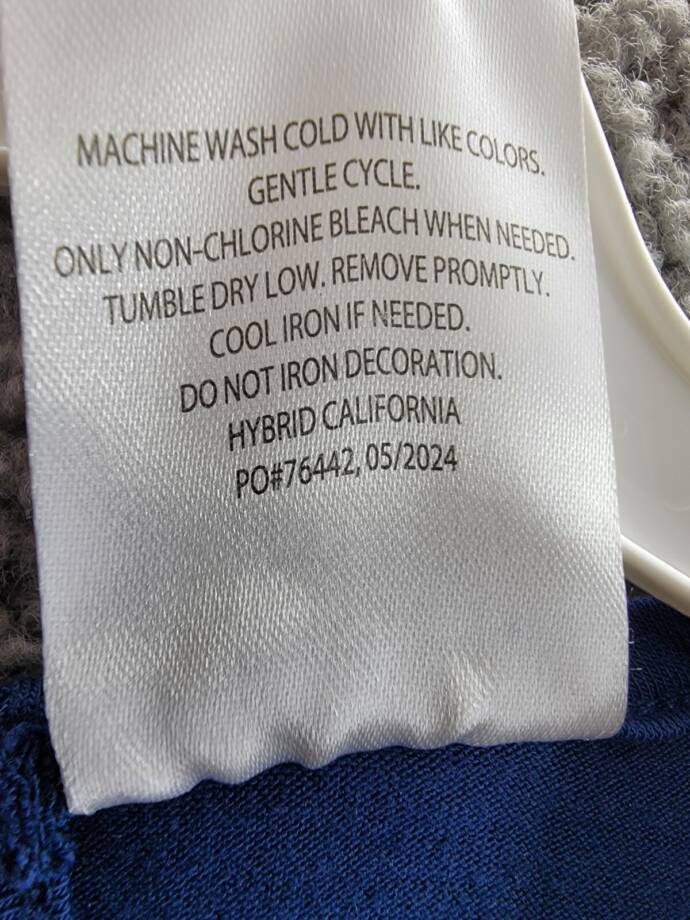 MACHINE WASH COLD WITH LIKE COLORS.
GENTLE CYCLE.
ONLY NON-CHLORINE BLEACH WHEN NEEDED.
TUMBLE DRY LOW. REMOVE PROMPTLY.
COOL IRON IF NEEDED.
DO NOT IRON DECORATION.
HYBRID CALIFORNIA
PO#76442, 05/2024